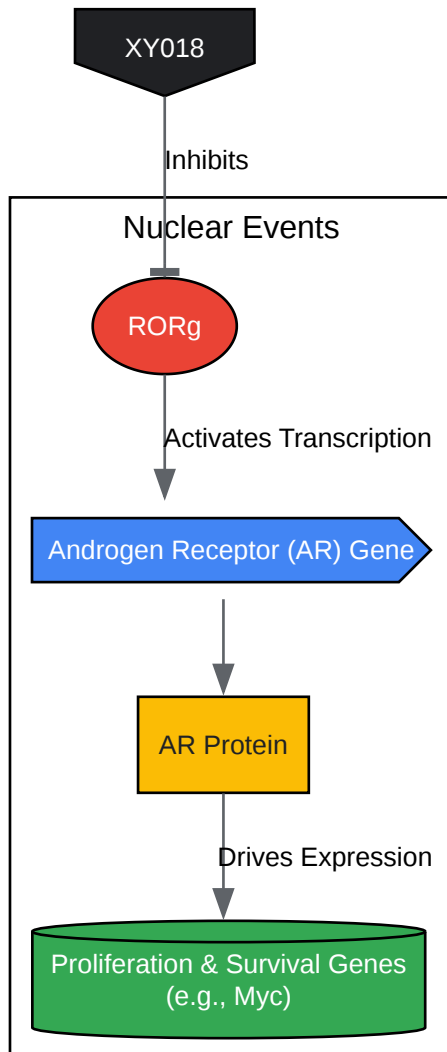 XY018
Inhibits
Nuclear Events
RORg
Activates Transcription
Androgen Receptor (AR) Gene
AR Protein
Drives Expression
Proliferation & Survival Genes
(e.g., Myc)